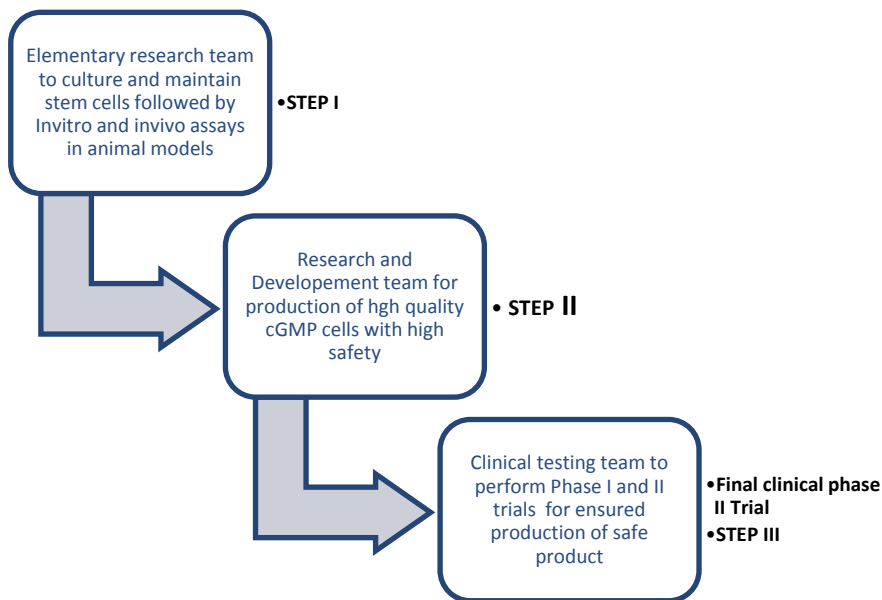 Elementary research team
to culture and maintain
stem cells followed by
Invitro and invivo assays
in animal models
•STEP I
Research and
Developement team for
production of hgh quality
cGMP cells with high
safety
• STEP II
Clinical testing team to
perform Phase I and II
trials for ensured
production of safe
product
•Final clinical phase
II Trial
•STEP III